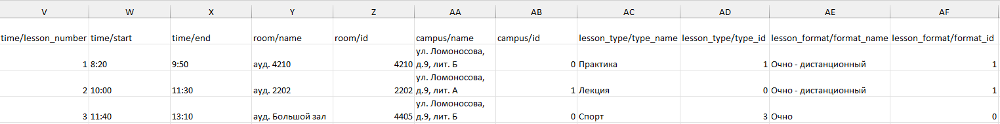 V W X Y Z AA AB AC AD AE AF
time/lesson_number time/start time/end room/name room/id campus/name campus/id lesson_type/type_name lesson_type/type_id lesson_format/format_name lesson_format/format_id
ул. Ломоносова,
1 8:20 9:50 ауд. 4210 4210 д.9, лит. Б 0 Практика 1 Очно - дистанционный 1
ул. Ломоносова,
2 10:00 11:30 ауд. 2202 2202 д.9, лит. А 1 Лекция 0 Очно - дистанционный 1
ул. Ломоносова,
3 11:40 13:10 ауд. Большой зал 4405 д.9, лит. Б 0 Спорт 3 Очно 0